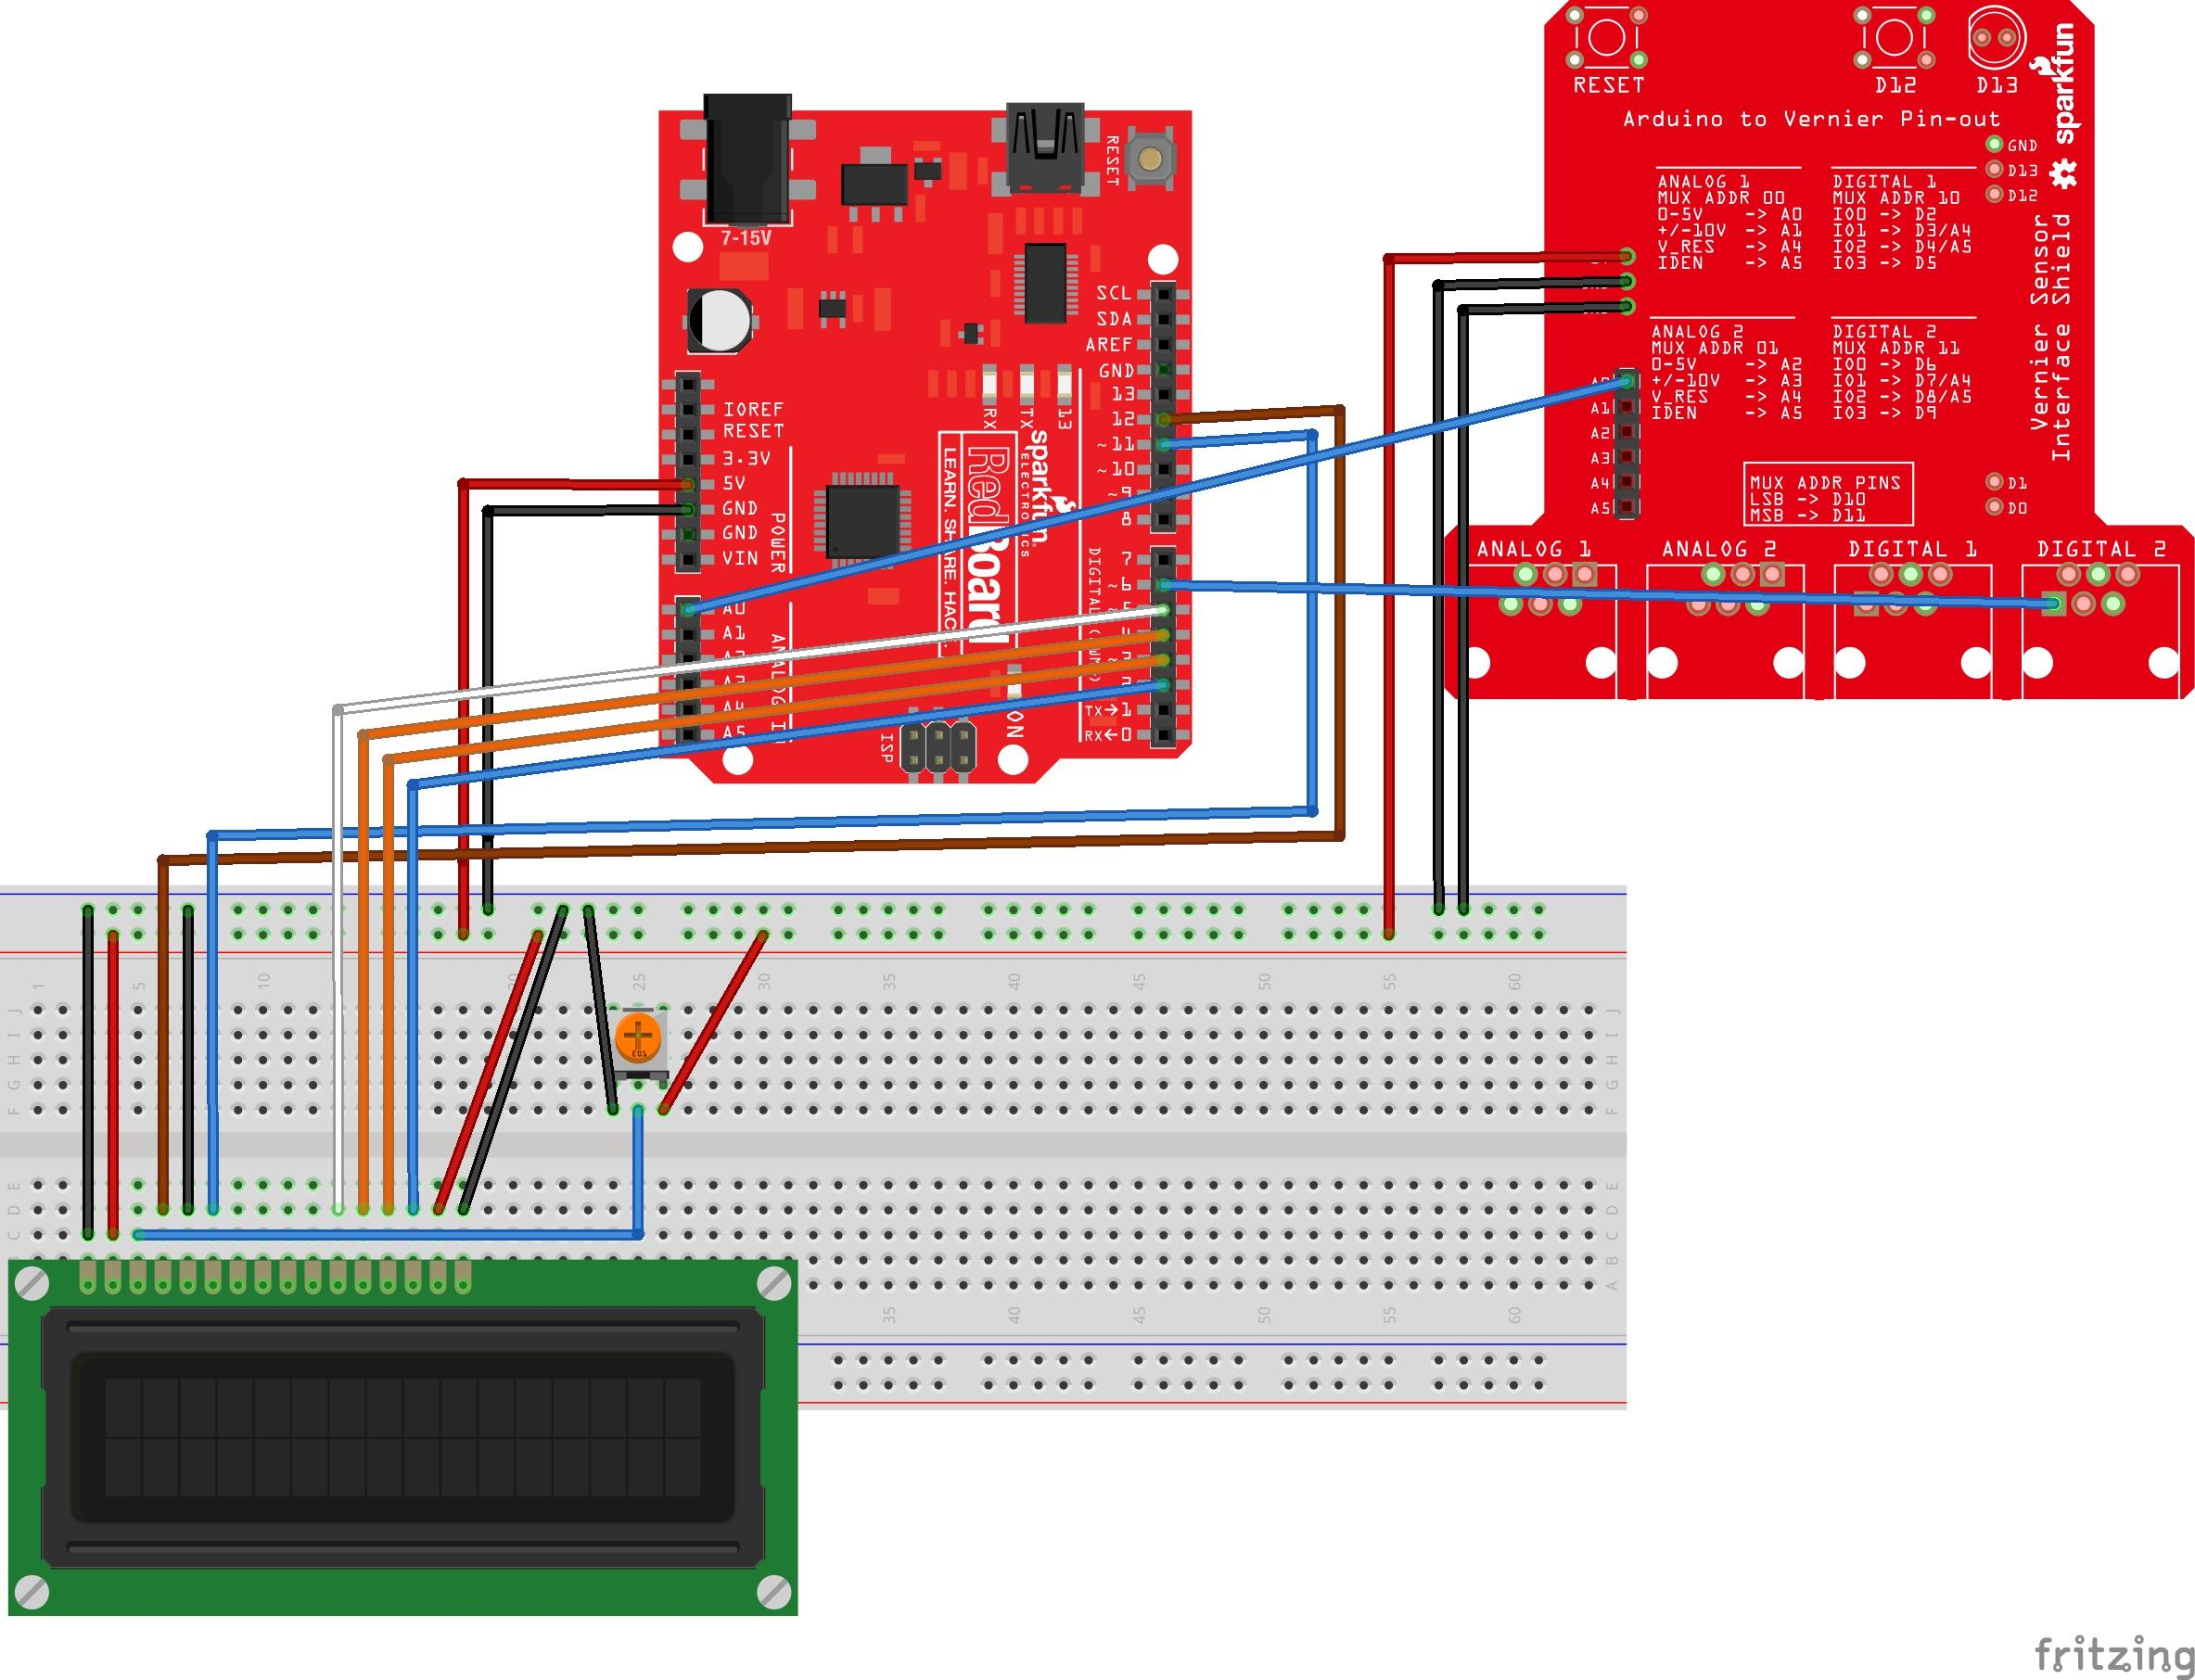 RESET
D12
D13
sparkfun
Arduino to Vernier Pin-out
GND
D13
D12
ANALOG 1
MUX ADDR 00
0-5V -> A0
+/-10V -> A1
V_RES -> A4
IDEN -> A5
DIGITAL 1
MUX ADDR 10
IO0 -> D2
IO1 -> D3/A4
IO2 -> D4/A5
IO3 -> D5
ANALOG 2
MUX ADDR 01
0-5V -> A2
+/-10V -> A3
V_RES -> A4
IDEN -> A5
DIGITAL 2
MUX ADDR 11
IO0 -> D6
IO1 -> D7/A4
IO2 -> D8/A5
IO3 -> D9
Vernier Sensor
Interface Shield
A1
A2
A3
A4
A5
MUX ADDR PINS
LSB -> D10
MSB -> D11
D1
D0
ANALOG 1
ANALOG 2
DIGITAL 1
DIGITAL 2
7-15V
RESET
SCL
SDA
AREF
GND
13
12
~11
~10
~9
8
7
~6
TX→1
RX←0
IOREF
RESET
3.3V
5V
GND
GND
VIN
POWER
A0
A1
A4
A5
RX
TX
13
sparkfun
ELECTRONICS
RedBoard
LEARN. SHARE. HACK.
ISP
ON
1
5
10
20
25
30
35
40
45
50
55
60
J
I
H
G
F
E
D
C
J
I
H
G
F
E
D
C
B
A
35
40
45
50
55
60
fritzing